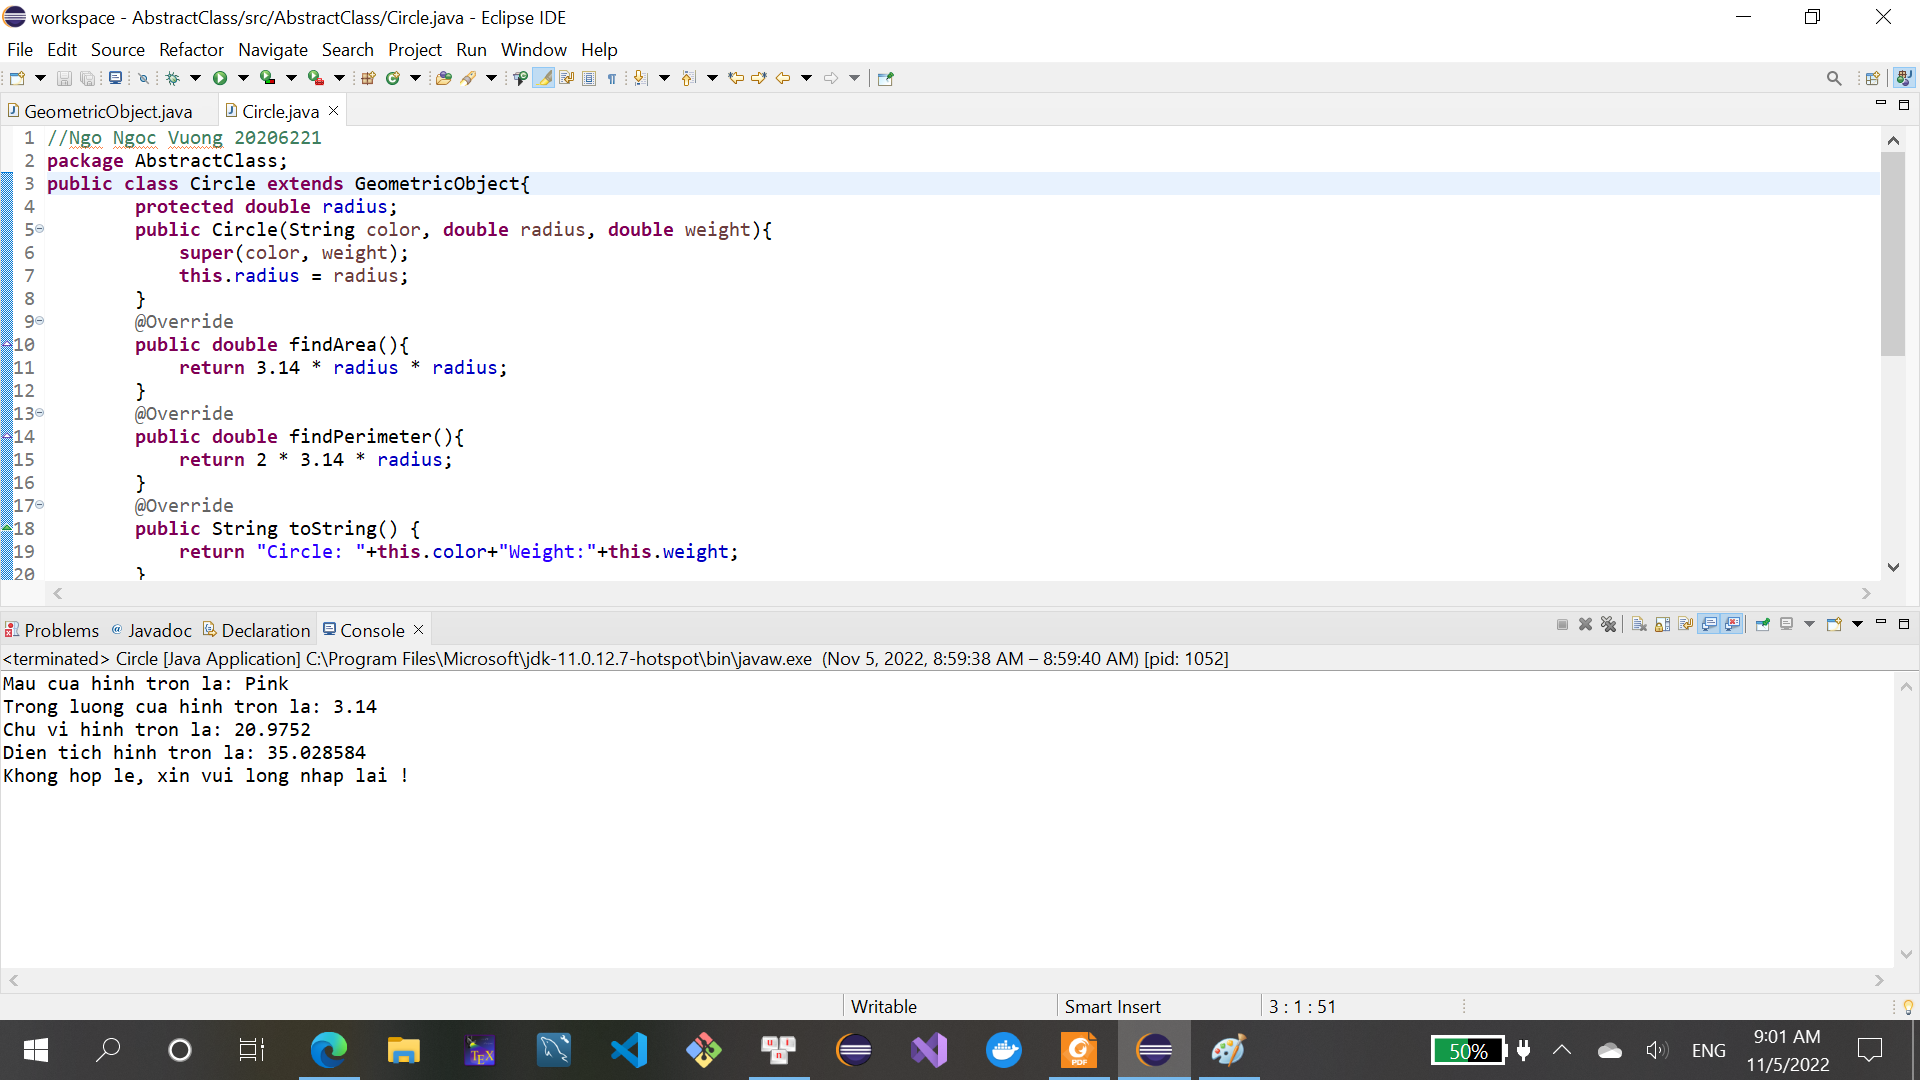 workspace - AbstractClass/src/AbstractClass/Circle.java - Eclipse IDE
File Edit Source Refactor Navigate Search Project Run Window Help
GeometricObject.java Circle.java
1 //Ngo Ngoc Vuong 20206221
2 package AbstractClass;
3 public class Circle extends GeometricObject{
4 protected double radius;
5 public Circle(String color, double radius, double weight){
6 super(color, weight);
7 this.radius = radius;
8 }
9 @Override
10 public double findArea(){
11 return 3.14 * radius * radius;
12 }
13 @Override
14 public double findPerimeter(){
15 return 2 * 3.14 * radius;
16 }
17 @Override
18 public String toString() {
19 return "Circle: "+this.color+"Weight:"+this.weight;
20 }
Problems @ Javadoc Declaration Console
<terminated> Circle [Java Application] C:\Program Files\Microsoft\jdk-11.0.12.7-hotspot\bin\javaw.exe (Nov 5, 2022, 8:59:38 AM – 8:59:40 AM) [pid: 1052]
Mau cua hinh tron la: Pink
Trong luong cua hinh tron la: 3.14
Chu vi hinh tron la: 20.9752
Dien tich hinh tron la: 35.028584
Khong hop le, xin vui long nhap lai !
Writable Smart Insert 3 : 1 : 51
TEX
u i n
PDF
50%
ENG
9:01 AM
11/5/2022